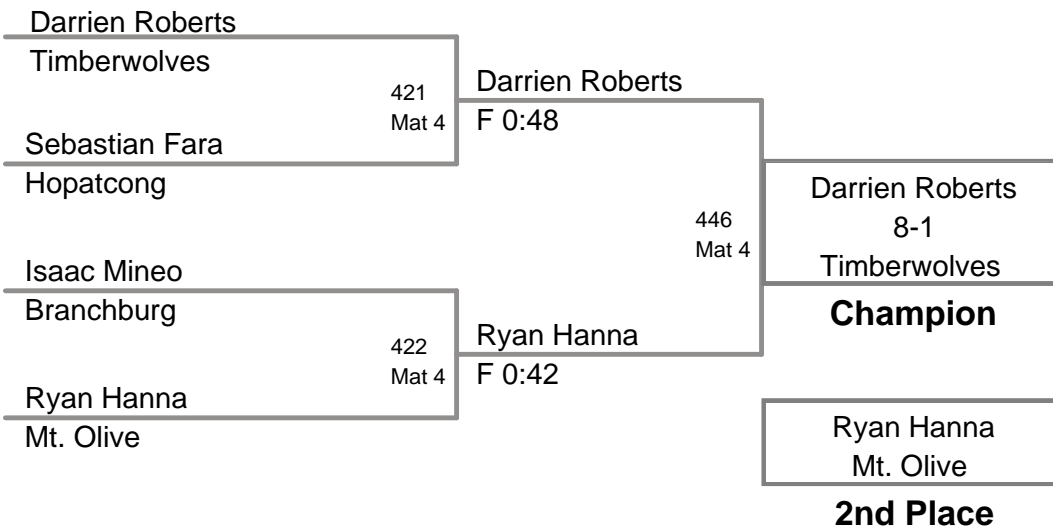 Darrien Roberts
Timberwolves
421
Mat 4
Sebastian Fara
Hopatcong
Darrien Roberts
F 0:48
Isaac Mineo
Branchburg
422
Mat 4
Ryan Hanna
Mt. Olive
Ryan Hanna
F 0:42
446
Mat 4
Darrien Roberts
8-1
Timberwolves
Champion
Ryan Hanna
Mt. Olive
2nd Place